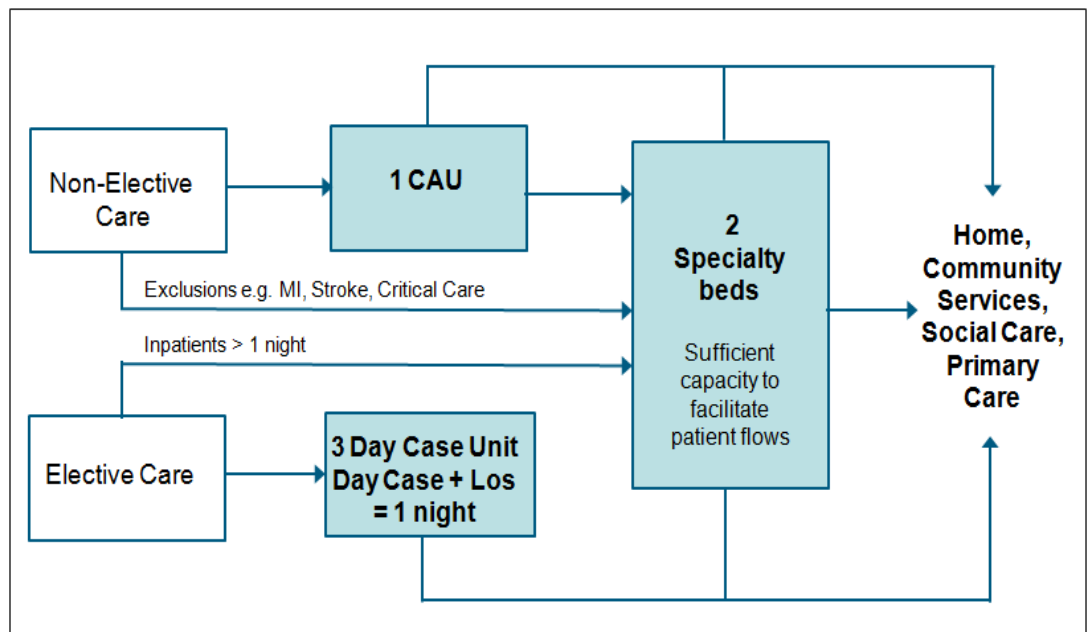 Non-Elective
Care
1 CAU
Exclusions e.g. MI, Stroke, Critical Care
Inpatients > 1 night
Elective Care
3 Day Case Unit
Day Case + Los
= 1 night
2
Specialty
beds
Sufficient
capacity to
facilitate
patient flows
Home,
Community
Services,
Social Care,
Primary
Care